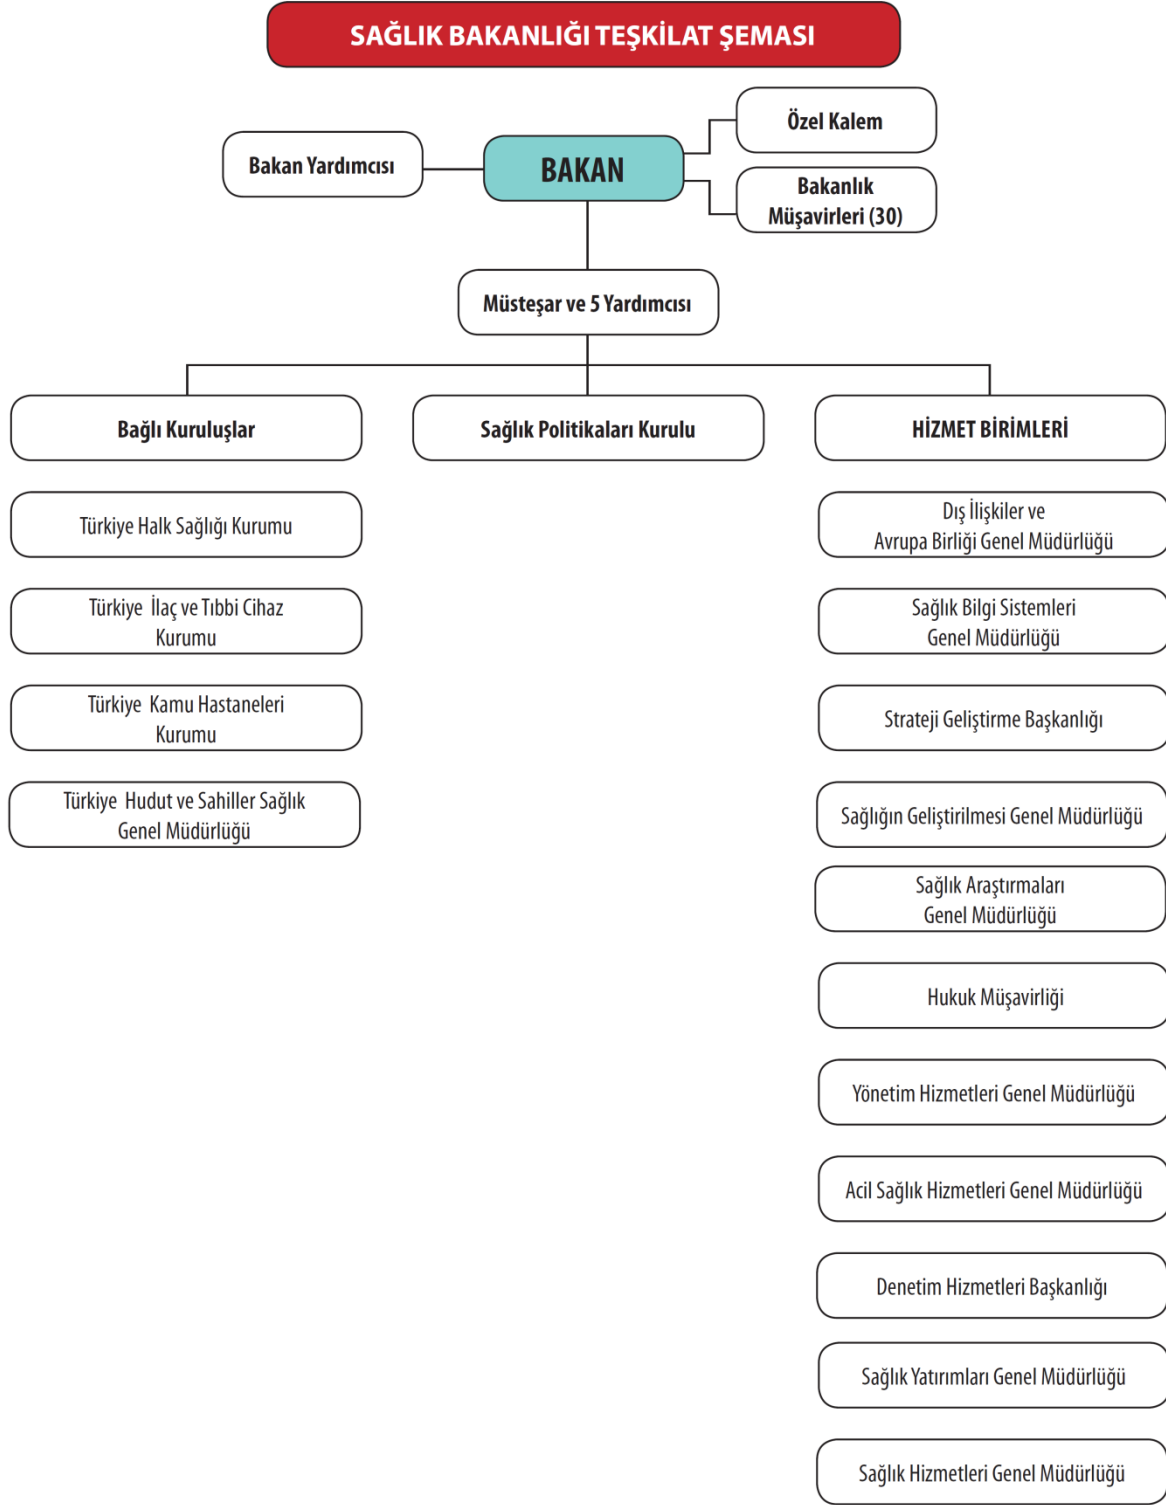 SAĞLIK BAKANLIĞI TEŞKİLAT ŞEMASI
Özel Kalem
Bakan Yardımcısı
BAKAN
Bakanlık
Müşavirleri (30)
Müsteşar ve 5 Yardımcısı
Bağlı Kuruluşlar
Sağlık Politikaları Kurulu
HİZMET BİRİMLERİ
Türkiye Halk Sağlığı Kurumu
Türkiye İlaç ve Tıbbi Cihaz
Kurumu
Türkiye Kamu Hastaneleri
Kurumu
Türkiye Hudut ve Sahiller Sağlık
Genel Müdürlüğü
Dış İlişkiler ve
Avrupa Birliği Genel Müdürlüğü
Sağlık Bilgi Sistemleri
Genel Müdürlüğü
Strateji Geliştirme Başkanlığı
Sağlığın Geliştirilmesi Genel Müdürlüğü
Sağlık Araştırmaları
Genel Müdürlüğü
Hukuk Müşavirliği
Yönetim Hizmetleri Genel Müdürlüğü
Acil Sağlık Hizmetleri Genel Müdürlüğü
Denetim Hizmetleri Başkanlığı
Sağlık Yatırımları Genel Müdürlüğü
Sağlık Hizmetleri Genel Müdürlüğü